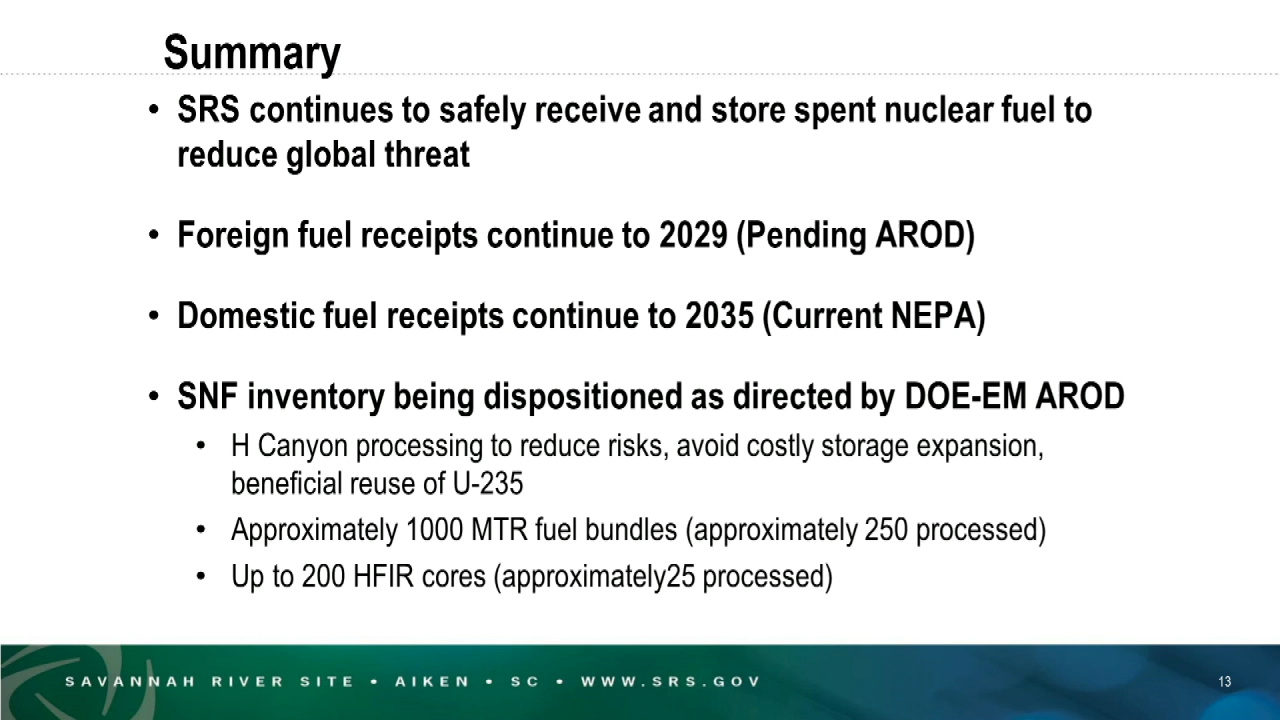 Summary
• SRS continues to safely receive and store spent nuclear fuel to
reduce global threat
• Foreign fuel receipts continue to 2029 (Pending AROD)
• Domestic fuel receipts continue to 2035 (Current NEPA)
• SNF inventory being dispositioned as directed by DOE-EM AROD
• H Canyon processing to reduce risks, avoid costly storage expansion,
beneficial reuse of U-235
• Approximately 1000 MTR fuel bundles (approximately 250 processed)
• Up to 200 HFIR cores (approximately25 processed)
SAVANNAH RIVER SITE • AIKEN • SC • WWW.SRS.GOV
13